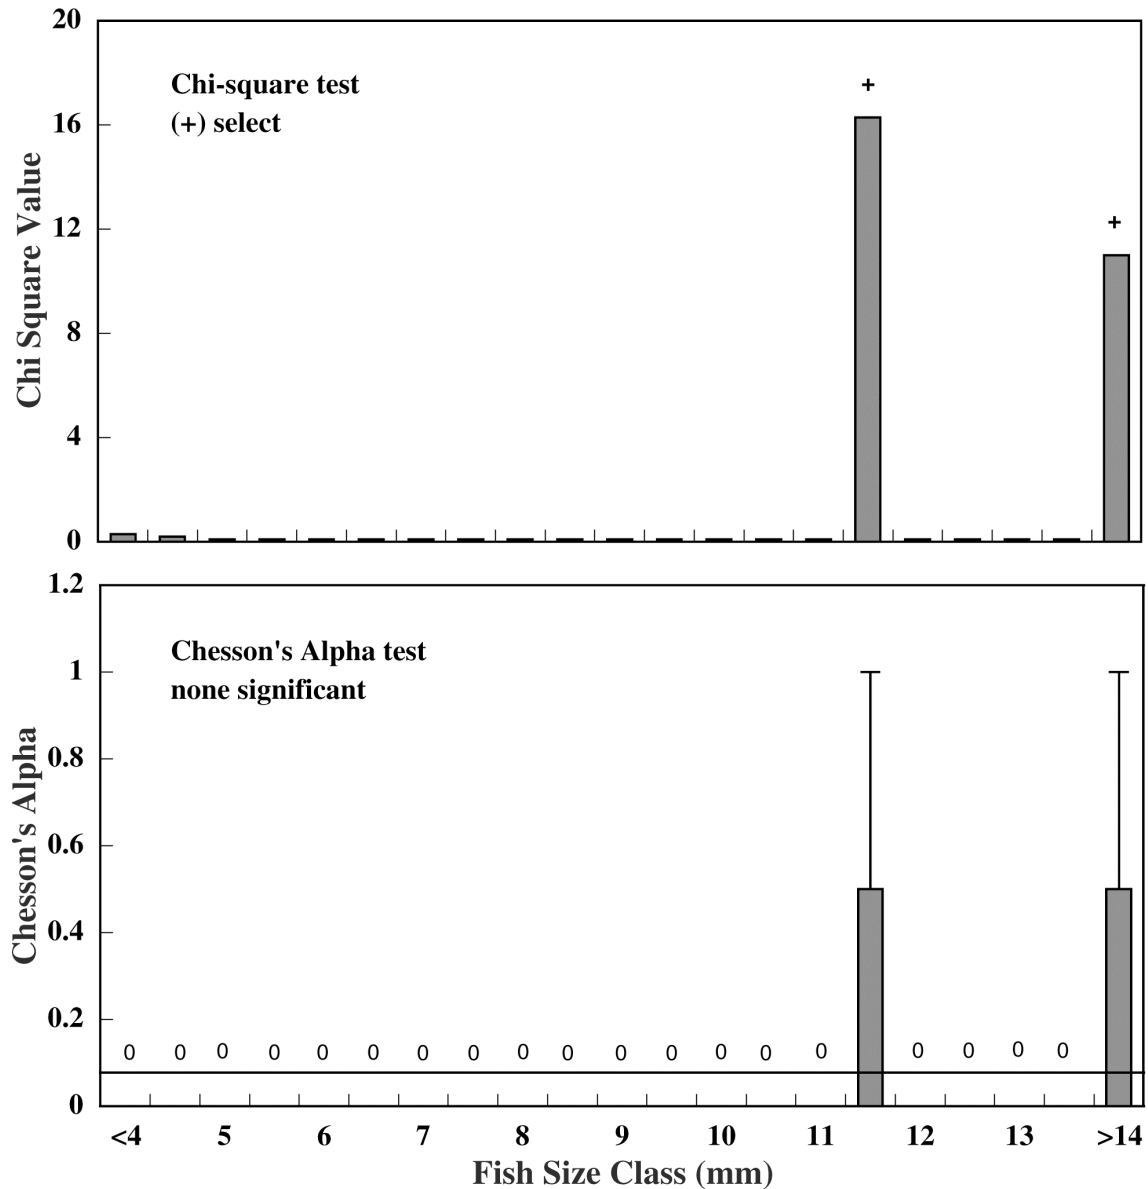 20
16
12
8
4
0
Chi Square Value
Chi-square test
(+) select
+
+
1.2
1
0.8
0.6
0.4
0.2
0
Chesson's Alpha
Chesson's Alpha test
none significant
0 0 0 0 0 0 0 0 0 0 0 0 0 0 0 0 0 0 0
<4 5 6 7 8 9 10 11 12 13 >14
Fish Size Class (mm)